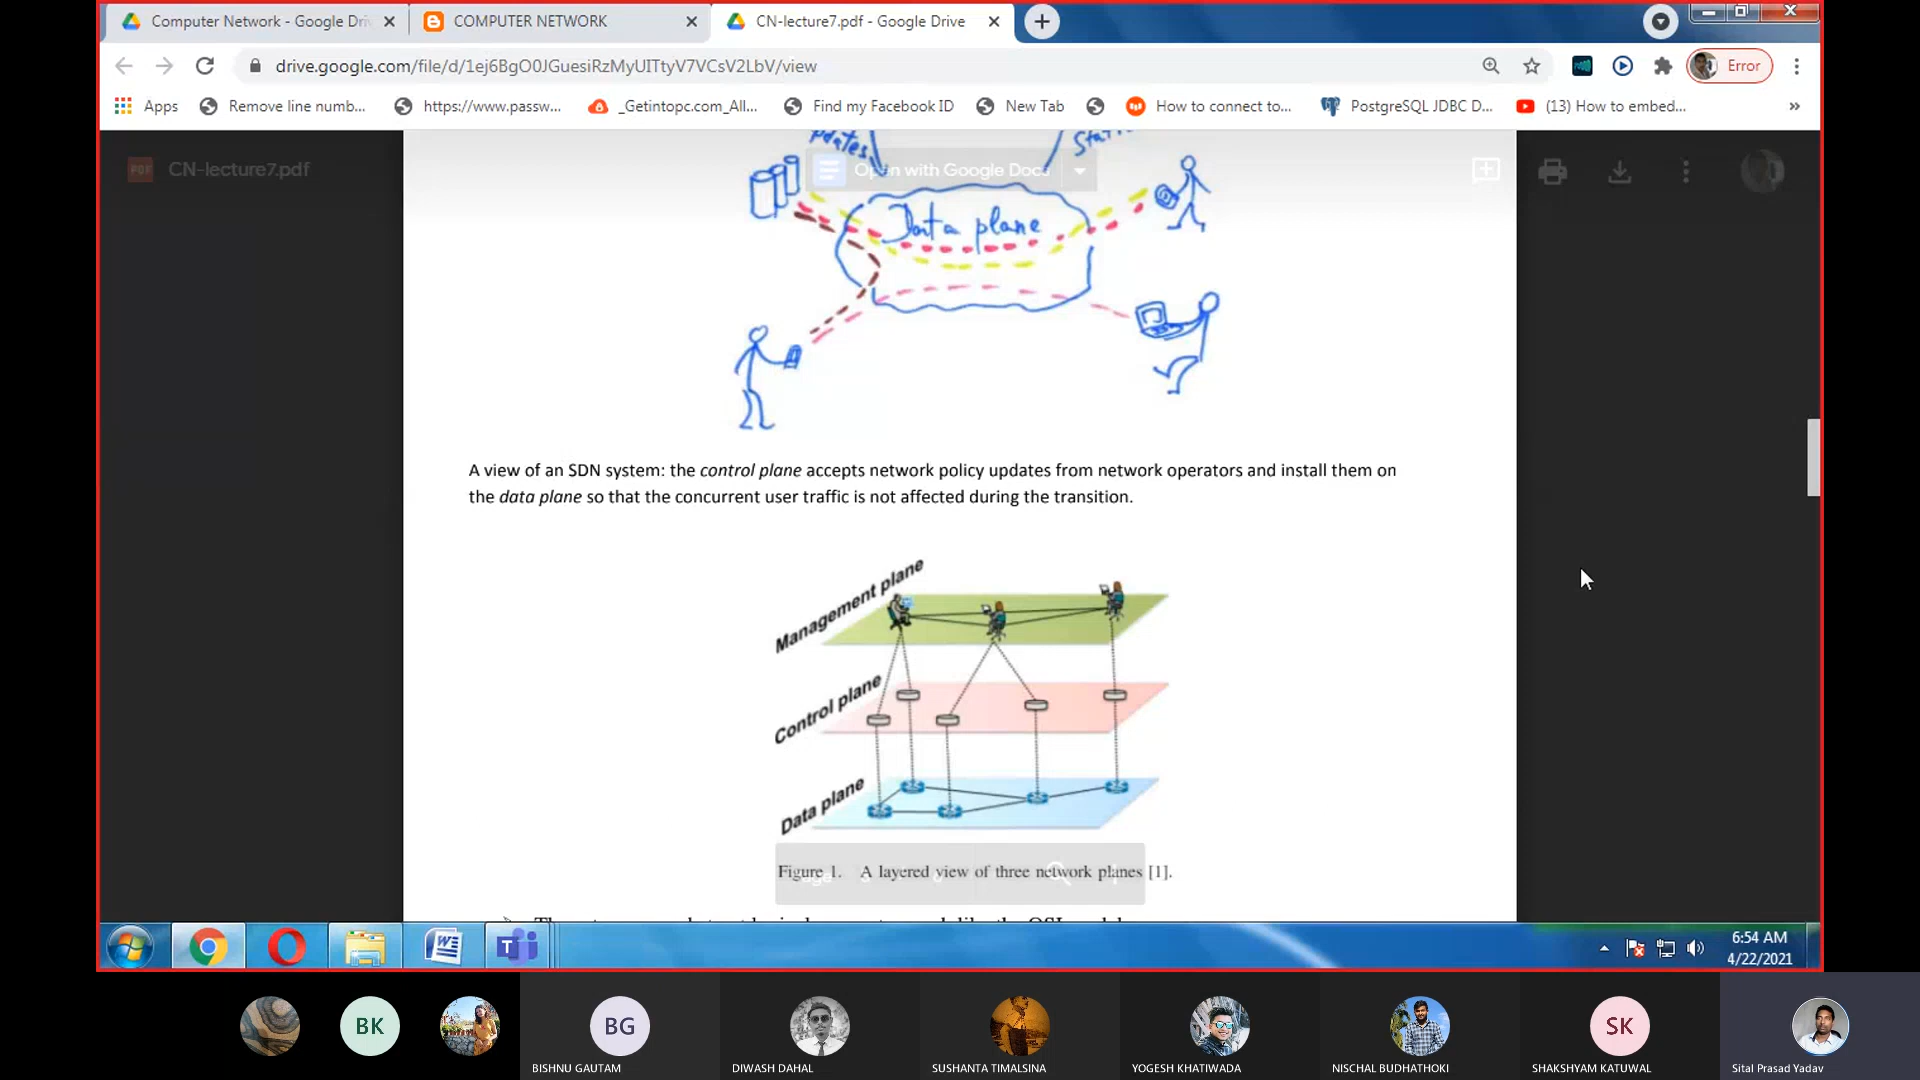 Computer Network - Google Dri
COMPUTER NETWORK
CN-lecture7.pdf - Google Drive
drive.google.com/file/d/1ej6BgO0JGuesiRzMyUITtyV7VCsV2LbV/view
Error
Apps
Remove line numb...
https://www.passw...
_Getintopc.com_All...
Find my Facebook ID
New Tab
How to connect to...
PostgreSQL JDBC D...
(13) How to embed...
»
PDF
CN-lecture7.pdf
Open with Google Docs
Data plane
A view of an SDN system: the control plane accepts network policy updates from network operators and install them on
the data plane so that the concurrent user traffic is not affected during the transition.
Management plane
Control plane
Data plane
Figure 1. A layered view of three network planes [1].
6:54 AM
4/22/2021
BK
BG
SK
BISHNU GAUTAM
DIWASH DAHAL
SUSHANTA TIMALSINA
YOGESH KHATIWADA
NISCHAL BUDHATHOKI
SHAKSHYAM KATUWAL
Sital Prasad Yadav